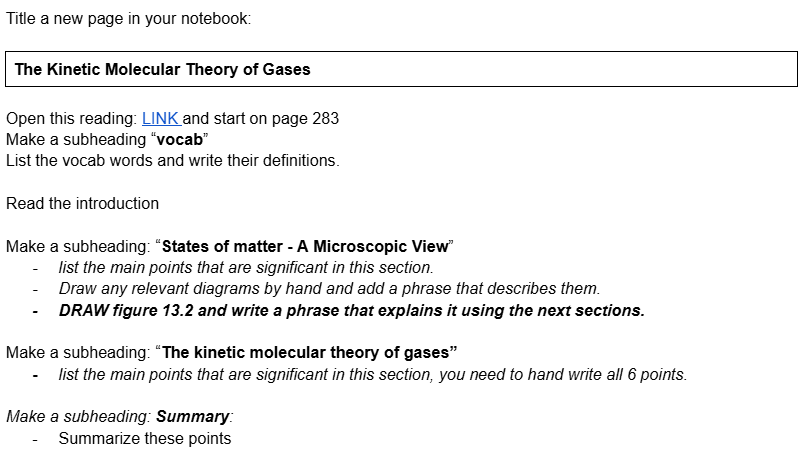 Title a new page in your notebook:
The Kinetic Molecular Theory of Gases
Open this reading: LINK and start on page 283
Make a subheading “vocab”
List the vocab words and write their definitions.
Read the introduction
Make a subheading: “States of matter - A Microscopic View”
- list the main points that are significant in this section.
- Draw any relevant diagrams by hand and add a phrase that describes them.
- DRAW figure 13.2 and write a phrase that explains it using the next sections.
Make a subheading: “The kinetic molecular theory of gases”
- list the main points that are significant in this section, you need to hand write all 6 points.
Make a subheading: Summary:
- Summarize these points